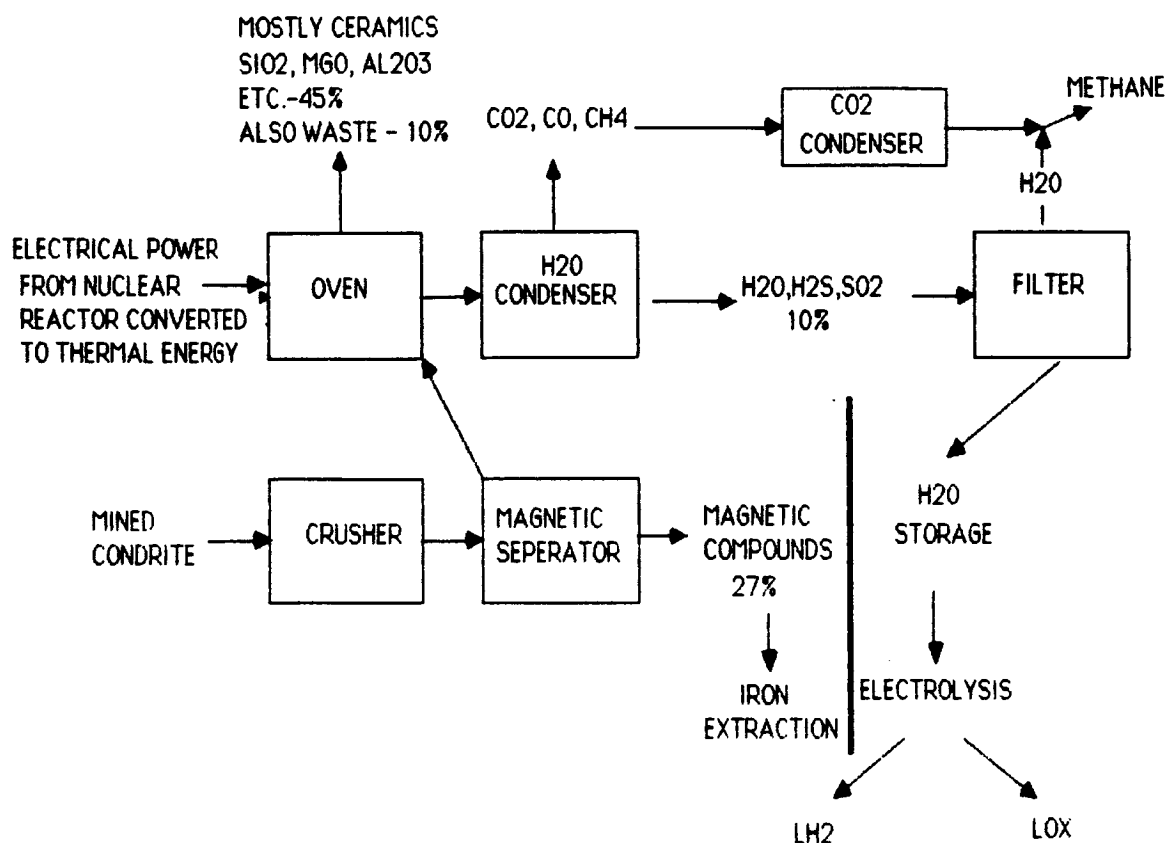 MOSTLY CERAMICS
SIO2, MGO, AL2O3
ETC.-45%
ALSO WASTE - 10%
CO2, CO, CH4
CO2
CONDENSER
METHANE
H2O
ELECTRICAL POWER
FROM NUCLEAR
REACTOR CONVERTED
TO THERMAL ENERGY
OVEN
H2O
CONDENSER
H2O,H2S,SO2
10%
FILTER
MINED
CONDRITE
CRUSHER
MAGNETIC
SEPERATOR
MAGNETIC
COMPOUNDS
27%
IRON
EXTRACTION
H2O
STORAGE
ELECTROLYSIS
LH2
LOX